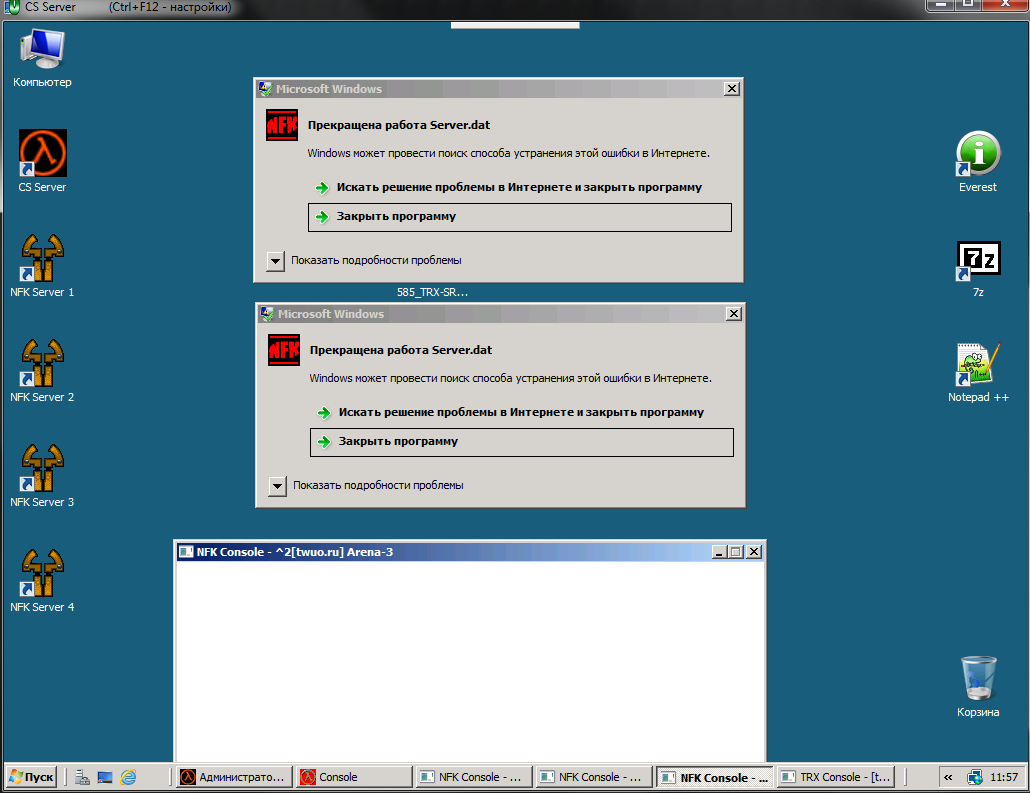 CS Server (Ctrl+F12 - настройки)
Компьютер
CS Server
NFK Server 1
NFK Server 2
NFK Server 3
NFK Server 4
Microsoft Windows
NFK
Прекращена работа Server.dat
Windows может провести поиск способа устранения этой ошибки в Интернете.
Искать решение проблемы в Интернете и закрыть программу
Закрыть программу
Показать подробности проблемы
585_TRX-SR...
Microsoft Windows
NFK
Прекращена работа Server.dat
Windows может провести поиск способа устранения этой ошибки в Интернете.
Искать решение проблемы в Интернете и закрыть программу
Закрыть программу
Показать подробности проблемы
NFK Console - ^2[twuo.ru] Arena-3
Everest
7z
7z
Notepad ++
Корзина
Пуск
Администрато...
Console
NFK Console - ...
NFK Console - ...
NFK Console - ...
TRX Console - [t...
«
11:57